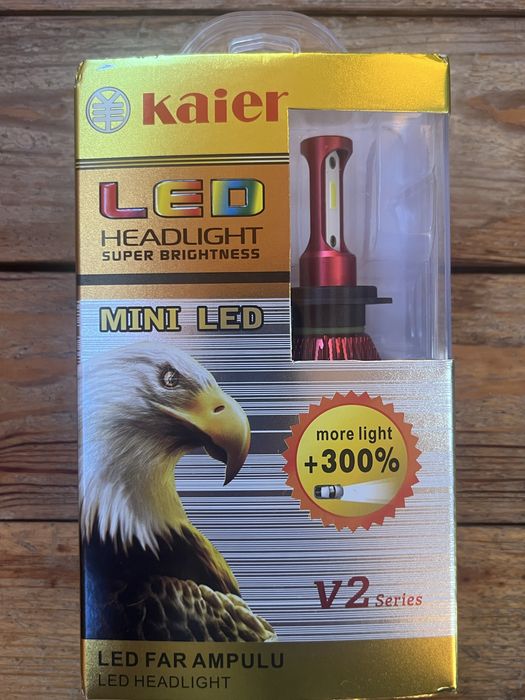 Kaier
LED
HEADLIGHT
SUPER BRIGHTNESS
MINI LED
more light
+300%
V2 Series
LED FAR AMPULU
LED HEADLIGHT